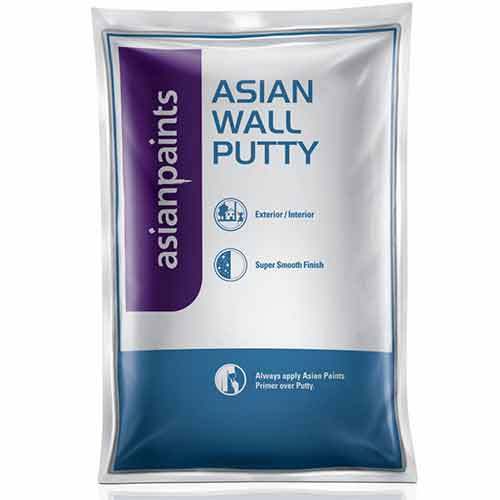 asianpaints
ASIAN
WALL
PUTTY
Exterior / Interior
Super Smooth Finish
Always apply Asian Paints
Primer over Putty.